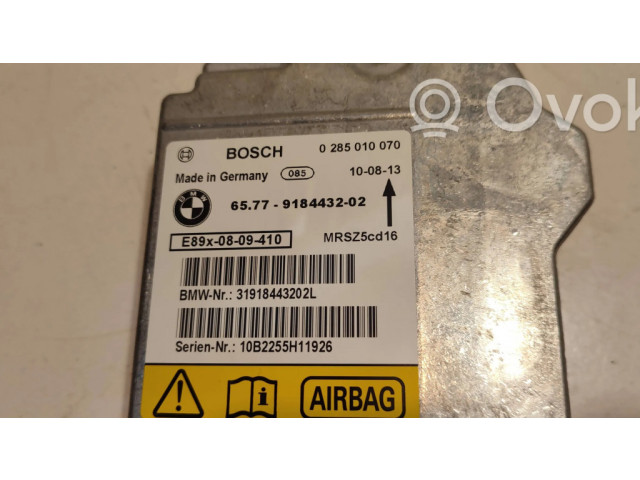 Ovok
BOSCH 0 285 010 070
Made in Germany 085 10-08-13
BMW 65.77 - 9184432-02
E89x-08-09-410 MRSZ5cd16
BMW-Nr.: 31918443202L
Serien-Nr.: 10B2255H11926
AIRBAG